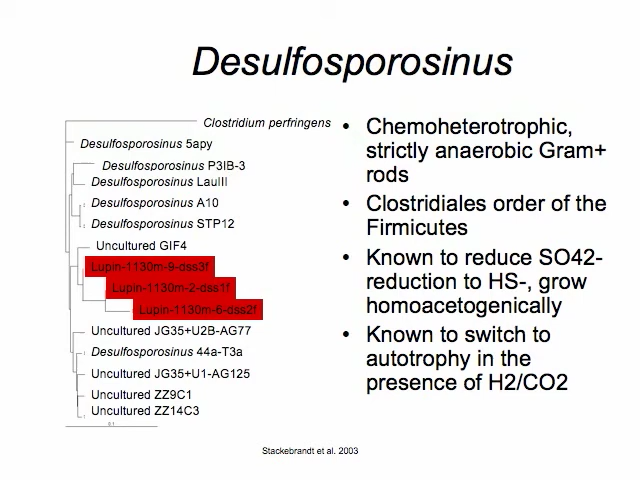 Desulfosporosinus
Clostridium perfringens
Desulfosporosinus 5apy
Desulfosporosinus P3IB-3
Desulfosporosinus LauIII
Desulfosporosinus A10
Desulfosporosinus STP12
Uncultured GIF4
Lupin-1130m-9-dss3f
Lupin-1130m-2-dss1f
Lupin-1130m-6-dss2f
Uncultured JG35+U2B-AG77
Desulfosporosinus 44a-T3a
Uncultured JG35+U1-AG125
Uncultured ZZ9C1
Uncultured ZZ14C3
0.1
• Chemoheterotrophic,
strictly anaerobic Gram+
rods
• Clostridiales order of the
Firmicutes
• Known to reduce SO42-
reduction to HS-, grow
homoacetogenically
• Known to switch to
autotrophy in the
presence of H2/CO2
Stackebrandt et al. 2003